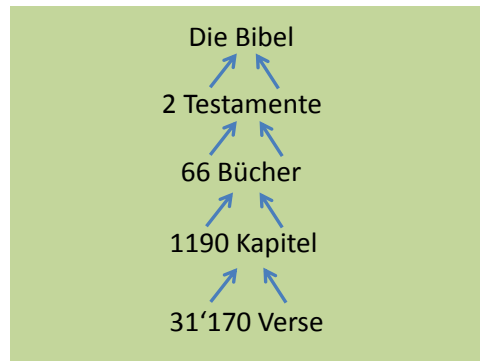 Die Bibel
2 Testamente
66 Bücher
1190 Kapitel
31‘170 Verse